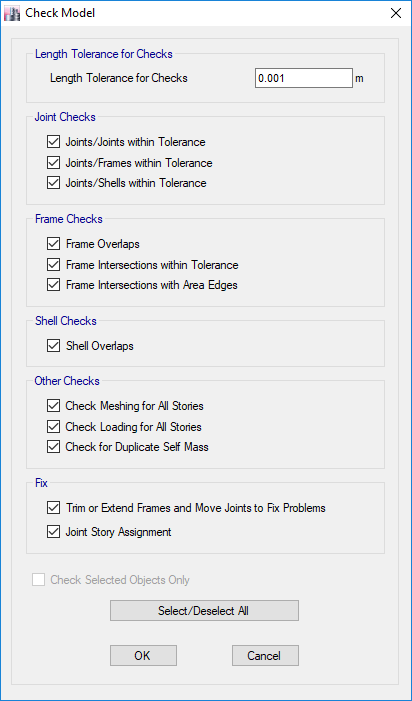 Check Model
Length Tolerance for Checks
Length Tolerance for Checks 0.001 m
Joint Checks
Joints/Joints within Tolerance
Joints/Frames within Tolerance
Joints/Shells within Tolerance
Frame Checks
Frame Overlaps
Frame Intersections within Tolerance
Frame Intersections with Area Edges
Shell Checks
Shell Overlaps
Other Checks
Check Meshing for All Stories
Check Loading for All Stories
Check for Duplicate Self Mass
Fix
Trim or Extend Frames and Move Joints to Fix Problems
Joint Story Assignment
Check Selected Objects Only
Select/Deselect All
OK Cancel